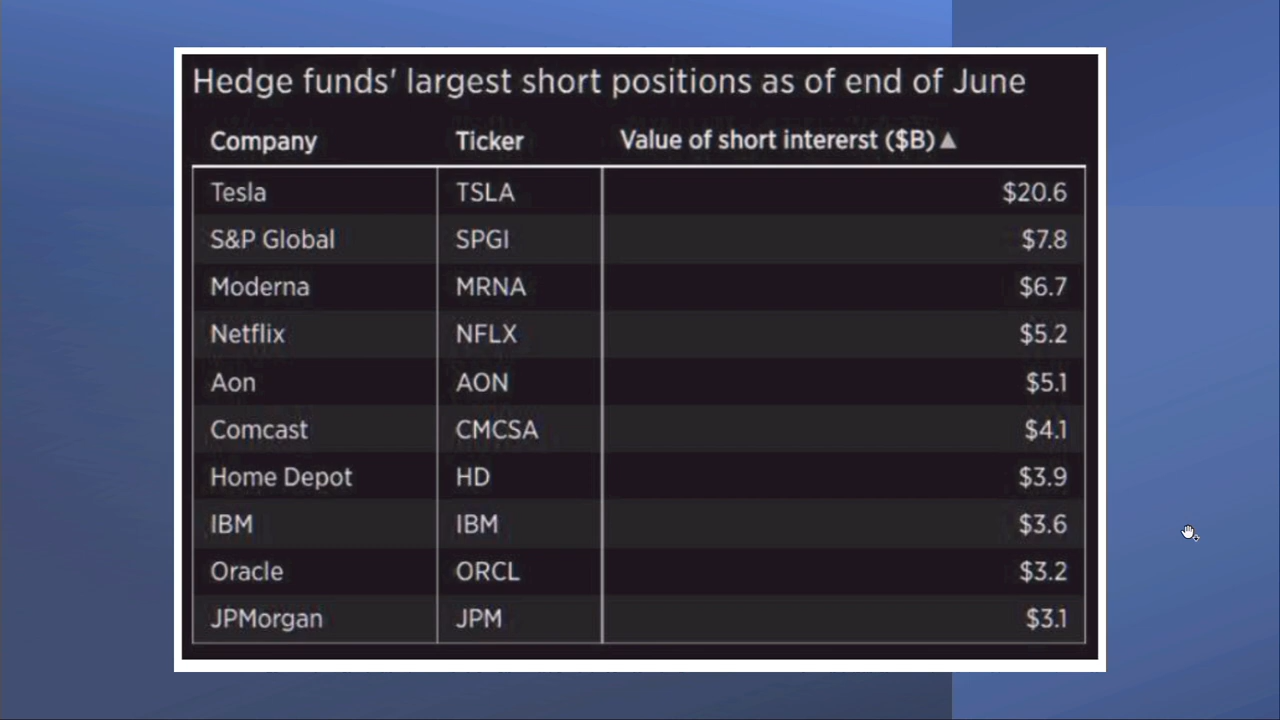 Hedge funds' largest short positions as of end of June
Company Ticker Value of short intererst ($B)▲
Tesla TSLA $20.6
S&P Global SPGI $7.8
Moderna MRNA $6.7
Netflix NFLX $5.2
Aon AON $5.1
Comcast CMCSA $4.1
Home Depot HD $3.9
IBM IBM $3.6
Oracle ORCL $3.2
JPMorgan JPM $3.1